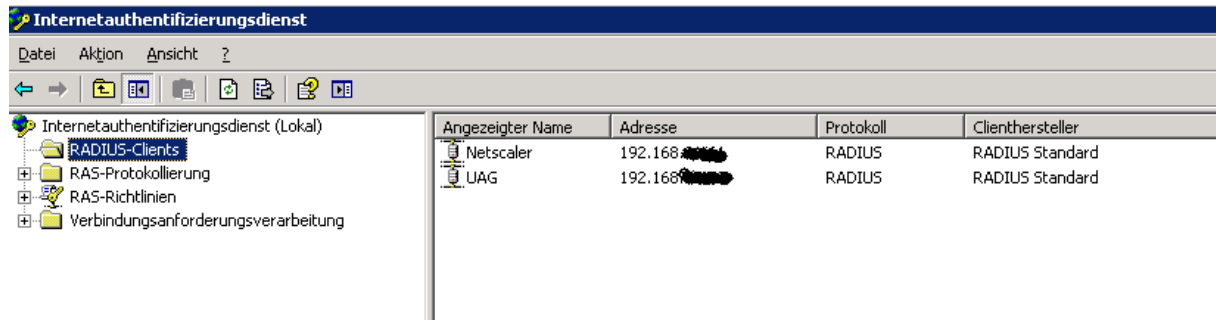 Internetauthentifizierungsdienst
Datei Aktion Ansicht ?
Internetauthentifizierungsdienst (Lokal)
RADIUS-Clients
RAS-Protokollierung
RAS-Richtlinien
Verbindungsanforderungsverarbeitung
Angezeigter Name Adresse Protokoll Clienthersteller
Netscaler 192.168 RADIUS RADIUS Standard
UAG 192.168 RADIUS RADIUS Standard